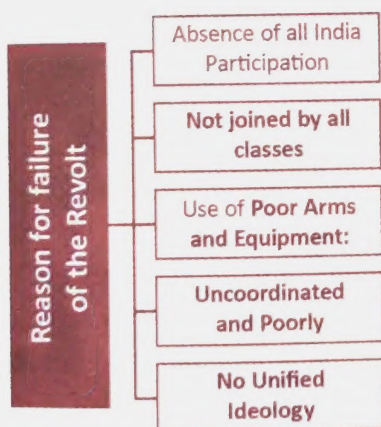 Reason for failure
of the Revolt
Absence of all India
Participation
Not joined by all
classes
Use of Poor Arms
and Equipment:
Uncoordinated
and Poorly
No Unified
Ideology